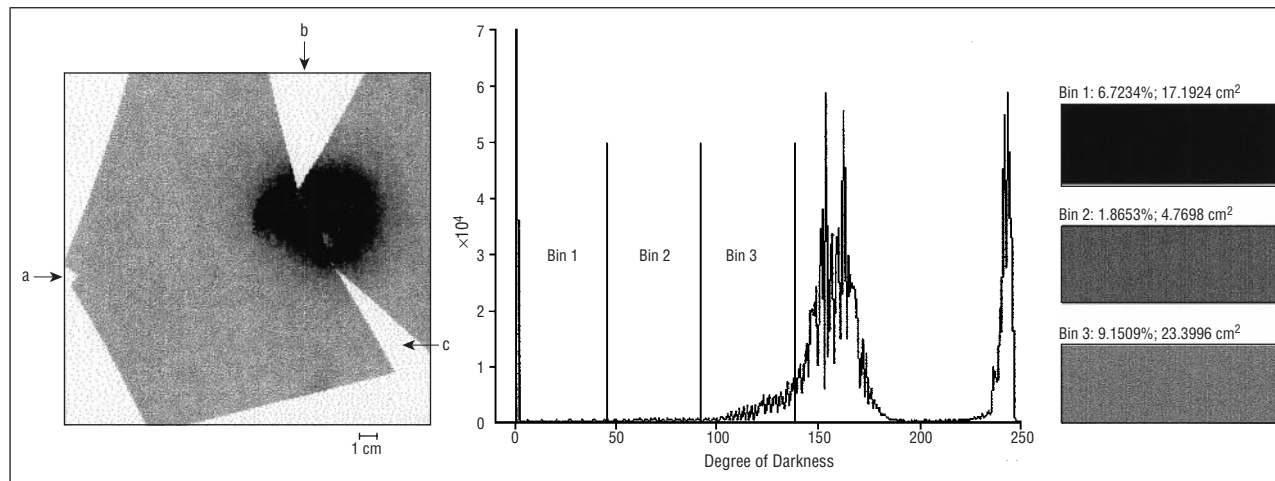 b
a
c
1 cm
7
6
5
4
3
2
1
0
×10⁴
Bin 1
Bin 2
Bin 3
0
50
100
150
200
250
Degree of Darkness
Bin 1: 6.7234%; 17.1924 cm²
Bin 2: 1.8653%; 4.7698 cm²
Bin 3: 9.1509%; 23.3996 cm²